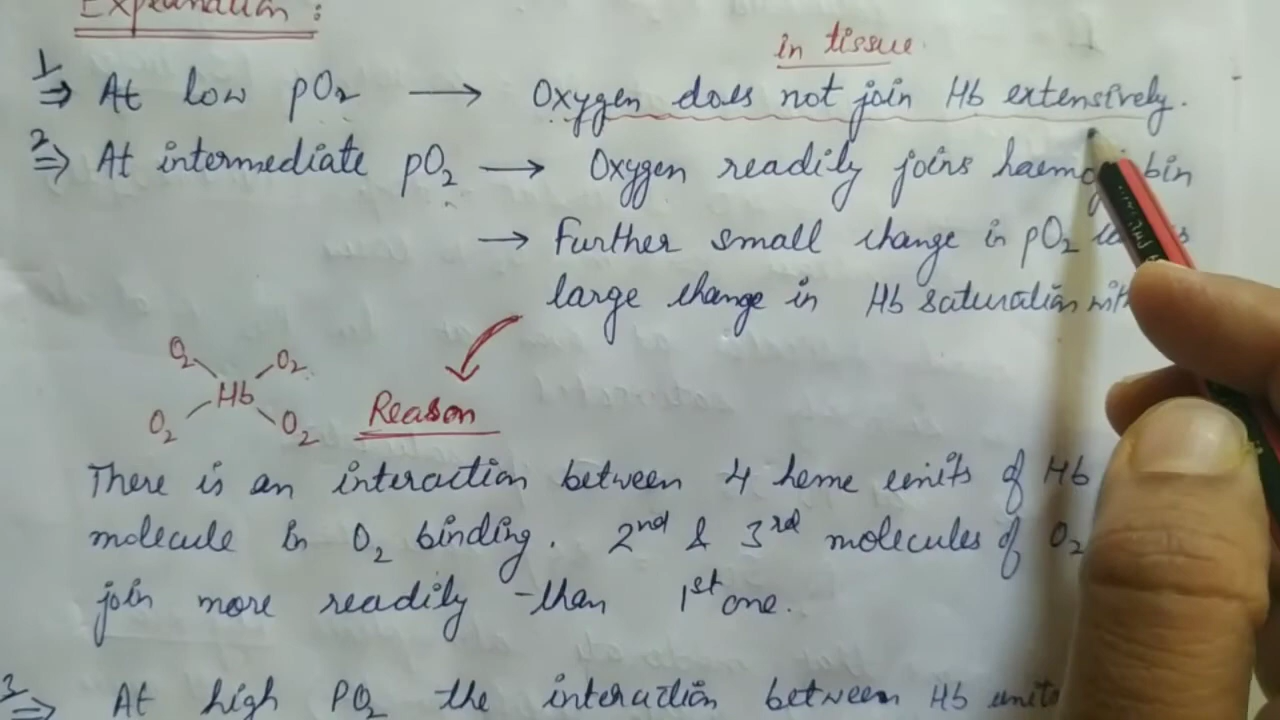 Explanation :
in tissue.
1 ⇒ At low pO2 → Oxygen does not join Hb extensively.
2 ⇒ At intermediate pO2 → Oxygen readily joins
→ Further small change in pO2
large change in Hb saturation
O2 O2
Hb
O2 O2
Reason
There is an interaction between 4 heme units of Hb
molecule in O2 binding. 2nd & 3rd molecules of O2
join more readily than 1st one.
3 ⇒ At high PO2 the interaction between Hb units